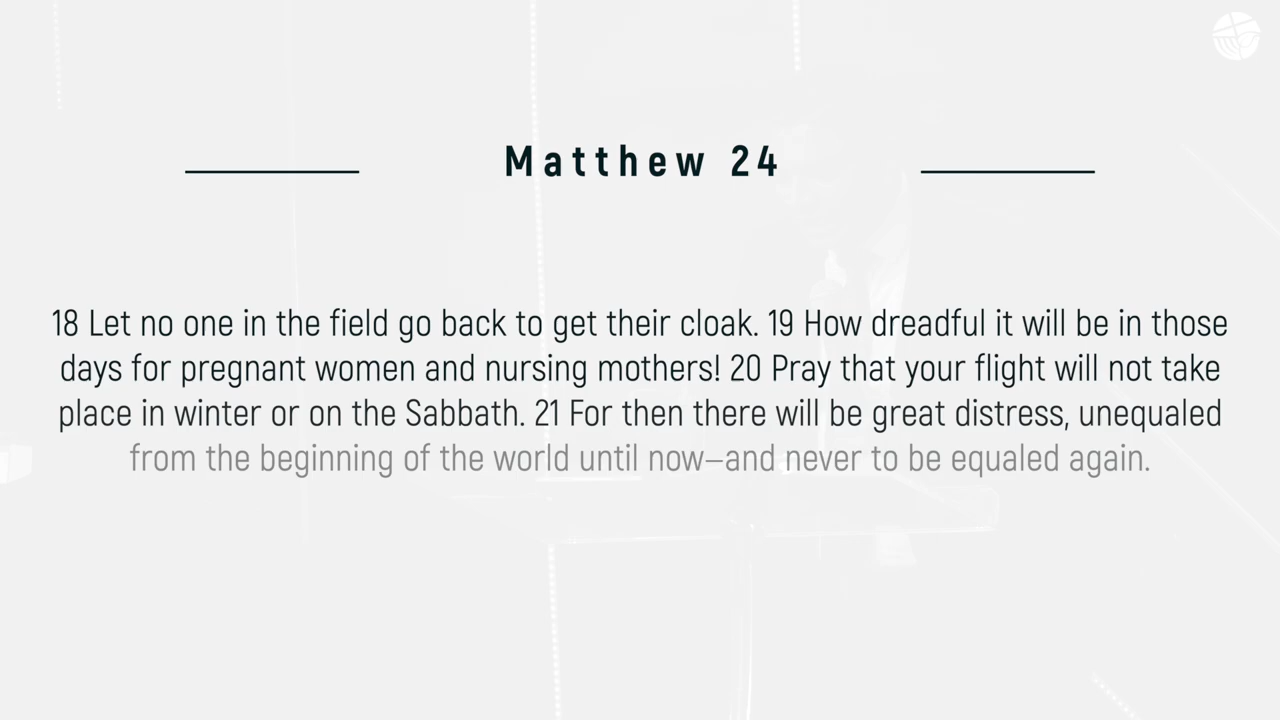 Matthew 24
18 Let no one in the field go back to get their cloak. 19 How dreadful it will be in those
days for pregnant women and nursing mothers! 20 Pray that your flight will not take
place in winter or on the Sabbath. 21 For then there will be great distress, unequaled
from the beginning of the world until now—and never to be equaled again.